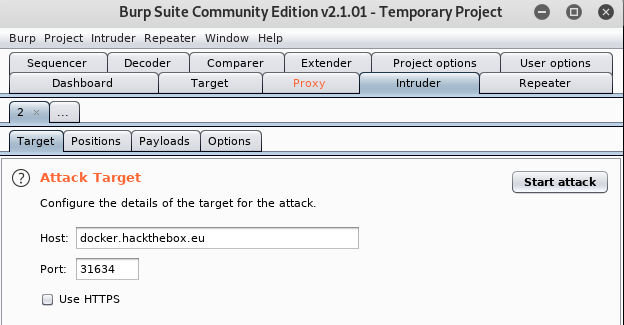 Burp Suite Community Edition v2.1.01 - Temporary Project
Burp Project Intruder Repeater Window Help
Sequencer Decoder Comparer Extender Project options User options
Dashboard Target Proxy Intruder Repeater
2 × ...
Target Positions Payloads Options
? Attack Target Start attack
Configure the details of the target for the attack.
Host: docker.hackthebox.eu
Port: 31634
Use HTTPS